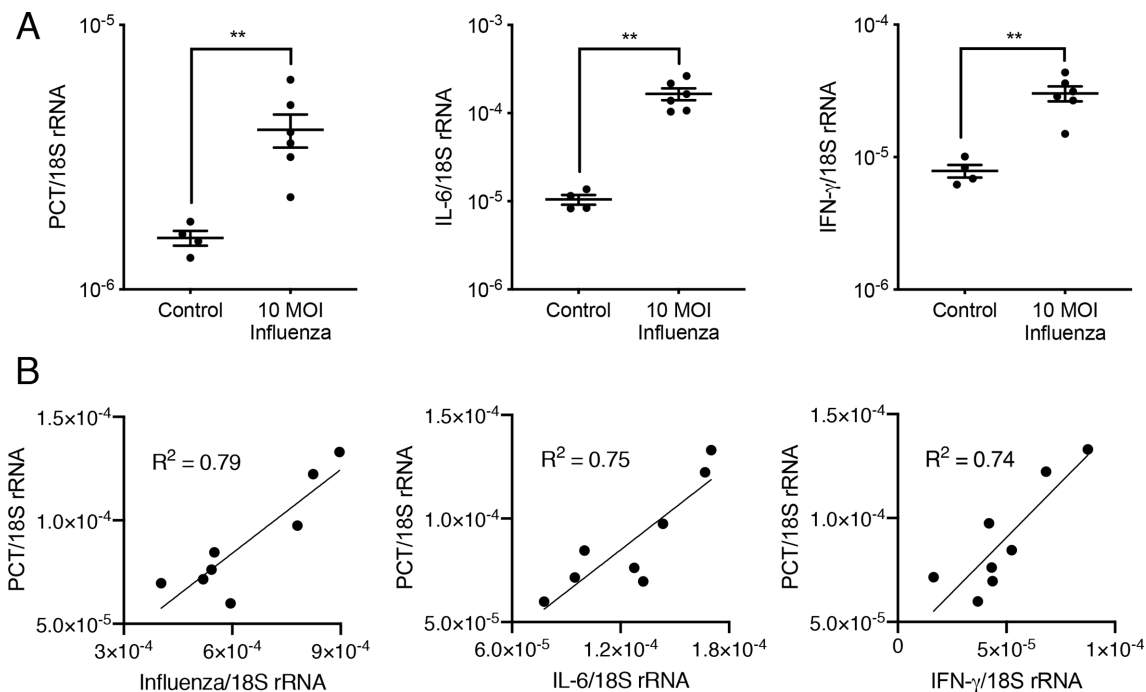 A
PCT/18S rRNA
10⁻⁵
10⁻⁶
**
Control
10 MOI
Influenza
IL-6/18S rRNA
10⁻³
10⁻⁴
10⁻⁵
10⁻⁶
**
Control
10 MOI
Influenza
IFN-γ/18S rRNA
10⁻⁴
10⁻⁵
10⁻⁶
**
Control
10 MOI
Influenza
B
PCT/18S rRNA
1.5×10⁻⁴
1.0×10⁻⁴
5.0×10⁻⁵
R² = 0.79
3×10⁻⁴ 6×10⁻⁴ 9×10⁻⁴
Influenza/18S rRNA
PCT/18S rRNA
1.5×10⁻⁴
1.0×10⁻⁴
5.0×10⁻⁵
R² = 0.75
6.0×10⁻⁵ 1.2×10⁻⁴ 1.8×10⁻⁴
IL-6/18S rRNA
PCT/18S rRNA
1.5×10⁻⁴
1.0×10⁻⁴
5.0×10⁻⁵
R² = 0.74
0 5×10⁻⁵ 1×10⁻⁴
IFN-γ/18S rRNA